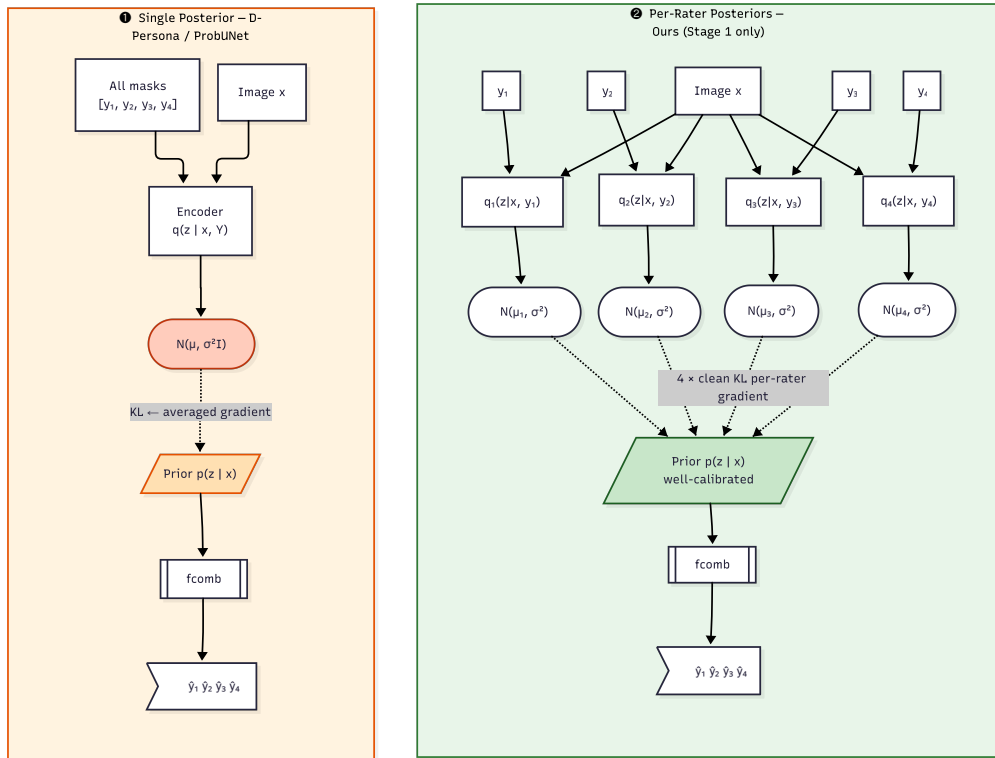 ❶ Single Posterior – D-
Persona / ProbUNet
All masks
[y₁, y₂, y₃, y₄]
Image x
Encoder
q(z | x, Y)
N(μ, σ²I)
KL ← averaged gradient
Prior p(z | x)
fcomb
ŷ₁ ŷ₂ ŷ₃ ŷ₄
❷ Per-Rater Posteriors –
Ours (Stage 1 only)
y₁
y₂
Image x
y₃
y₄
q₁(z|x, y₁)
q₂(z|x, y₂)
q₃(z|x, y₃)
q₄(z|x, y₄)
N(μ₁, σ²)
N(μ₂, σ²)
N(μ₃, σ²)
N(μ₄, σ²)
4 × clean KL per-rater
gradient
Prior p(z | x)
well-calibrated
fcomb
ŷ₁ ŷ₂ ŷ₃ ŷ₄